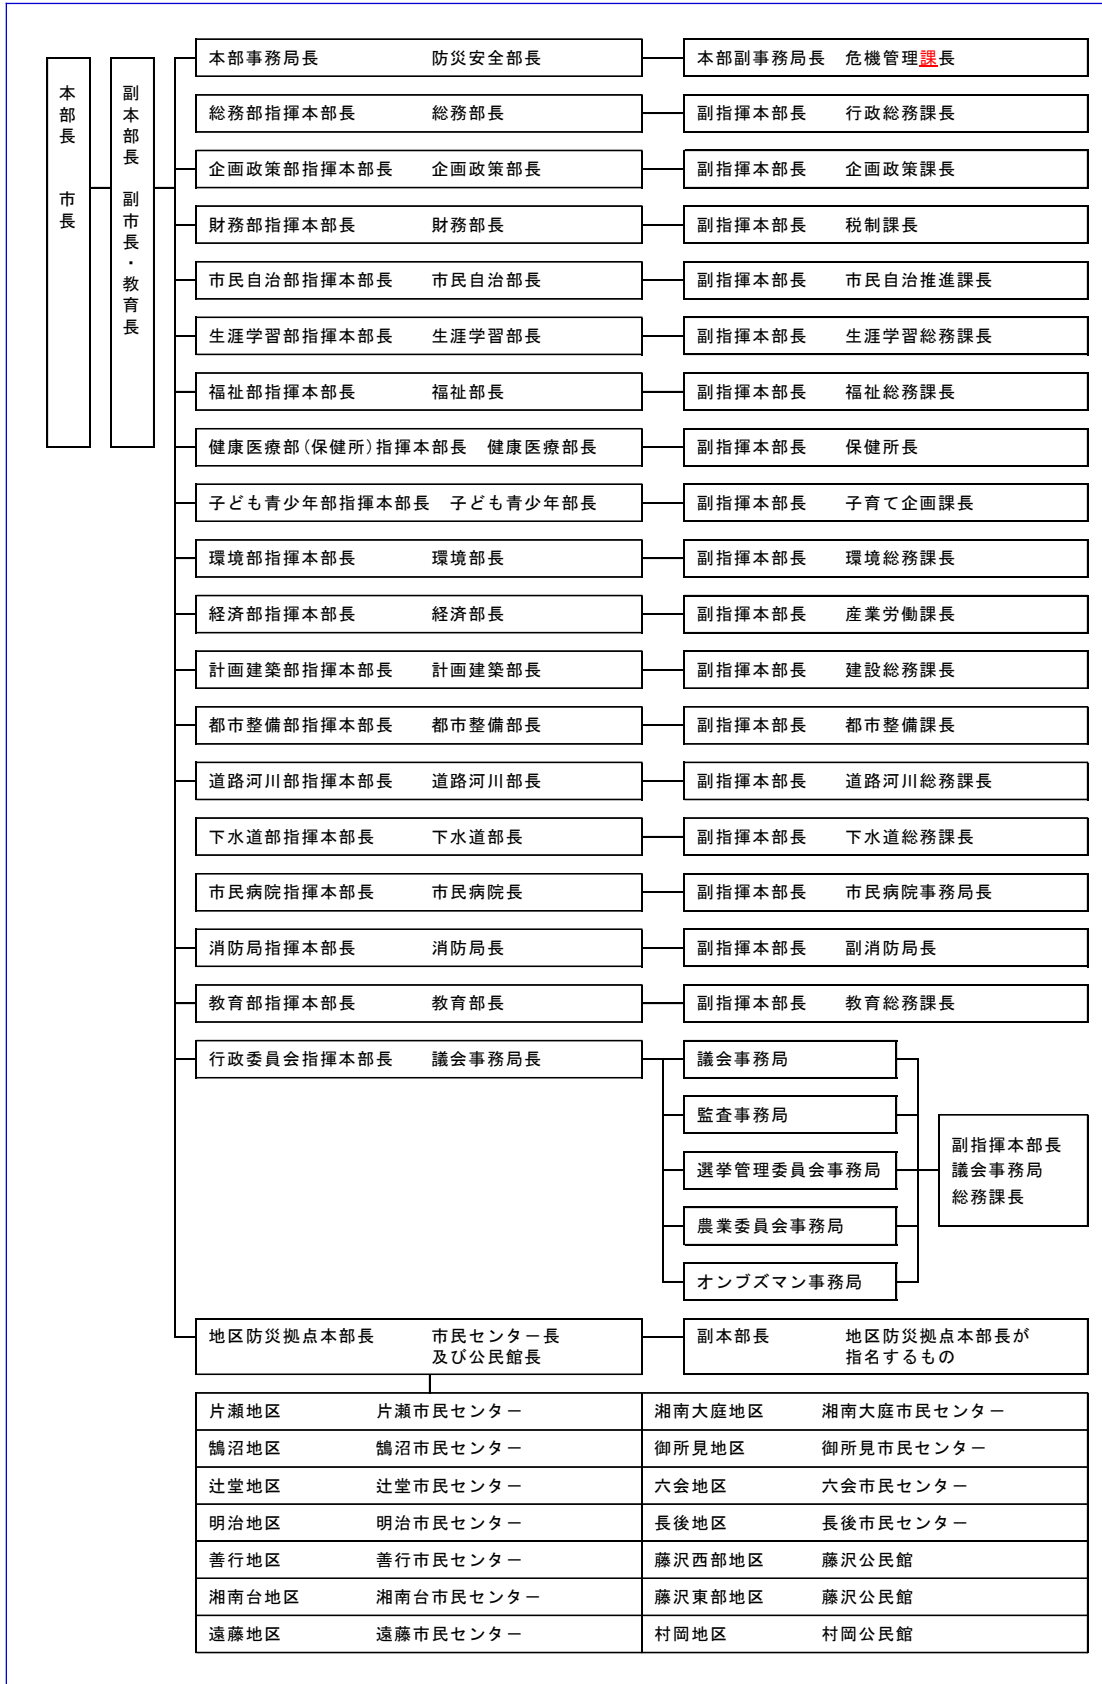 本部長 市長
副本部長 副市長・教育長
本部事務局長 防災安全部長 本部副事務局長 危機管理課長
総務部指揮本部長 総務部長 副指揮本部長 行政総務課長
企画政策部指揮本部長 企画政策部長 副指揮本部長 企画政策課長
財務部指揮本部長 財務部長 副指揮本部長 税制課長
市民自治部指揮本部長 市民自治部長 副指揮本部長 市民自治推進課長
生涯学習部指揮本部長 生涯学習部長 副指揮本部長 生涯学習総務課長
福祉部指揮本部長 福祉部長 副指揮本部長 福祉総務課長
健康医療部(保健所)指揮本部長 健康医療部長 副指揮本部長 保健所長
子ども青少年部指揮本部長 子ども青少年部長 副指揮本部長 子育て企画課長
環境部指揮本部長 環境部長 副指揮本部長 環境総務課長
経済部指揮本部長 経済部長 副指揮本部長 産業労働課長
計画建築部指揮本部長 計画建築部長 副指揮本部長 建設総務課長
都市整備部指揮本部長 都市整備部長 副指揮本部長 都市整備課長
道路河川部指揮本部長 道路河川部長 副指揮本部長 道路河川総務課長
下水道部指揮本部長 下水道部長 副指揮本部長 下水道総務課長
市民病院指揮本部長 市民病院長 副指揮本部長 市民病院事務局長
消防局指揮本部長 消防局長 副指揮本部長 副消防局長
教育部指揮本部長 教育部長 副指揮本部長 教育総務課長
行政委員会指揮本部長 議会事務局長 議会事務局
監査事務局
選挙管理委員会事務局
農業委員会事務局
オンブズマン事務局
副指揮本部長
議会事務局
総務課長
地区防災拠点本部長 市民センター長 副本部長 地区防災拠点本部長が
及び公民館長 指名するもの
片瀬地区 片瀬市民センター 湘南大庭地区 湘南大庭市民センター
鵠沼地区 鵠沼市民センター 御所見地区 御所見市民センター
辻堂地区 辻堂市民センター 六会地区 六会市民センター
明治地区 明治市民センター 長後地区 長後市民センター
善行地区 善行市民センター 藤沢西部地区 藤沢公民館
湘南台地区 湘南台市民センター 藤沢東部地区 藤沢公民館
遠藤地区 遠藤市民センター 村岡地区 村岡公民館